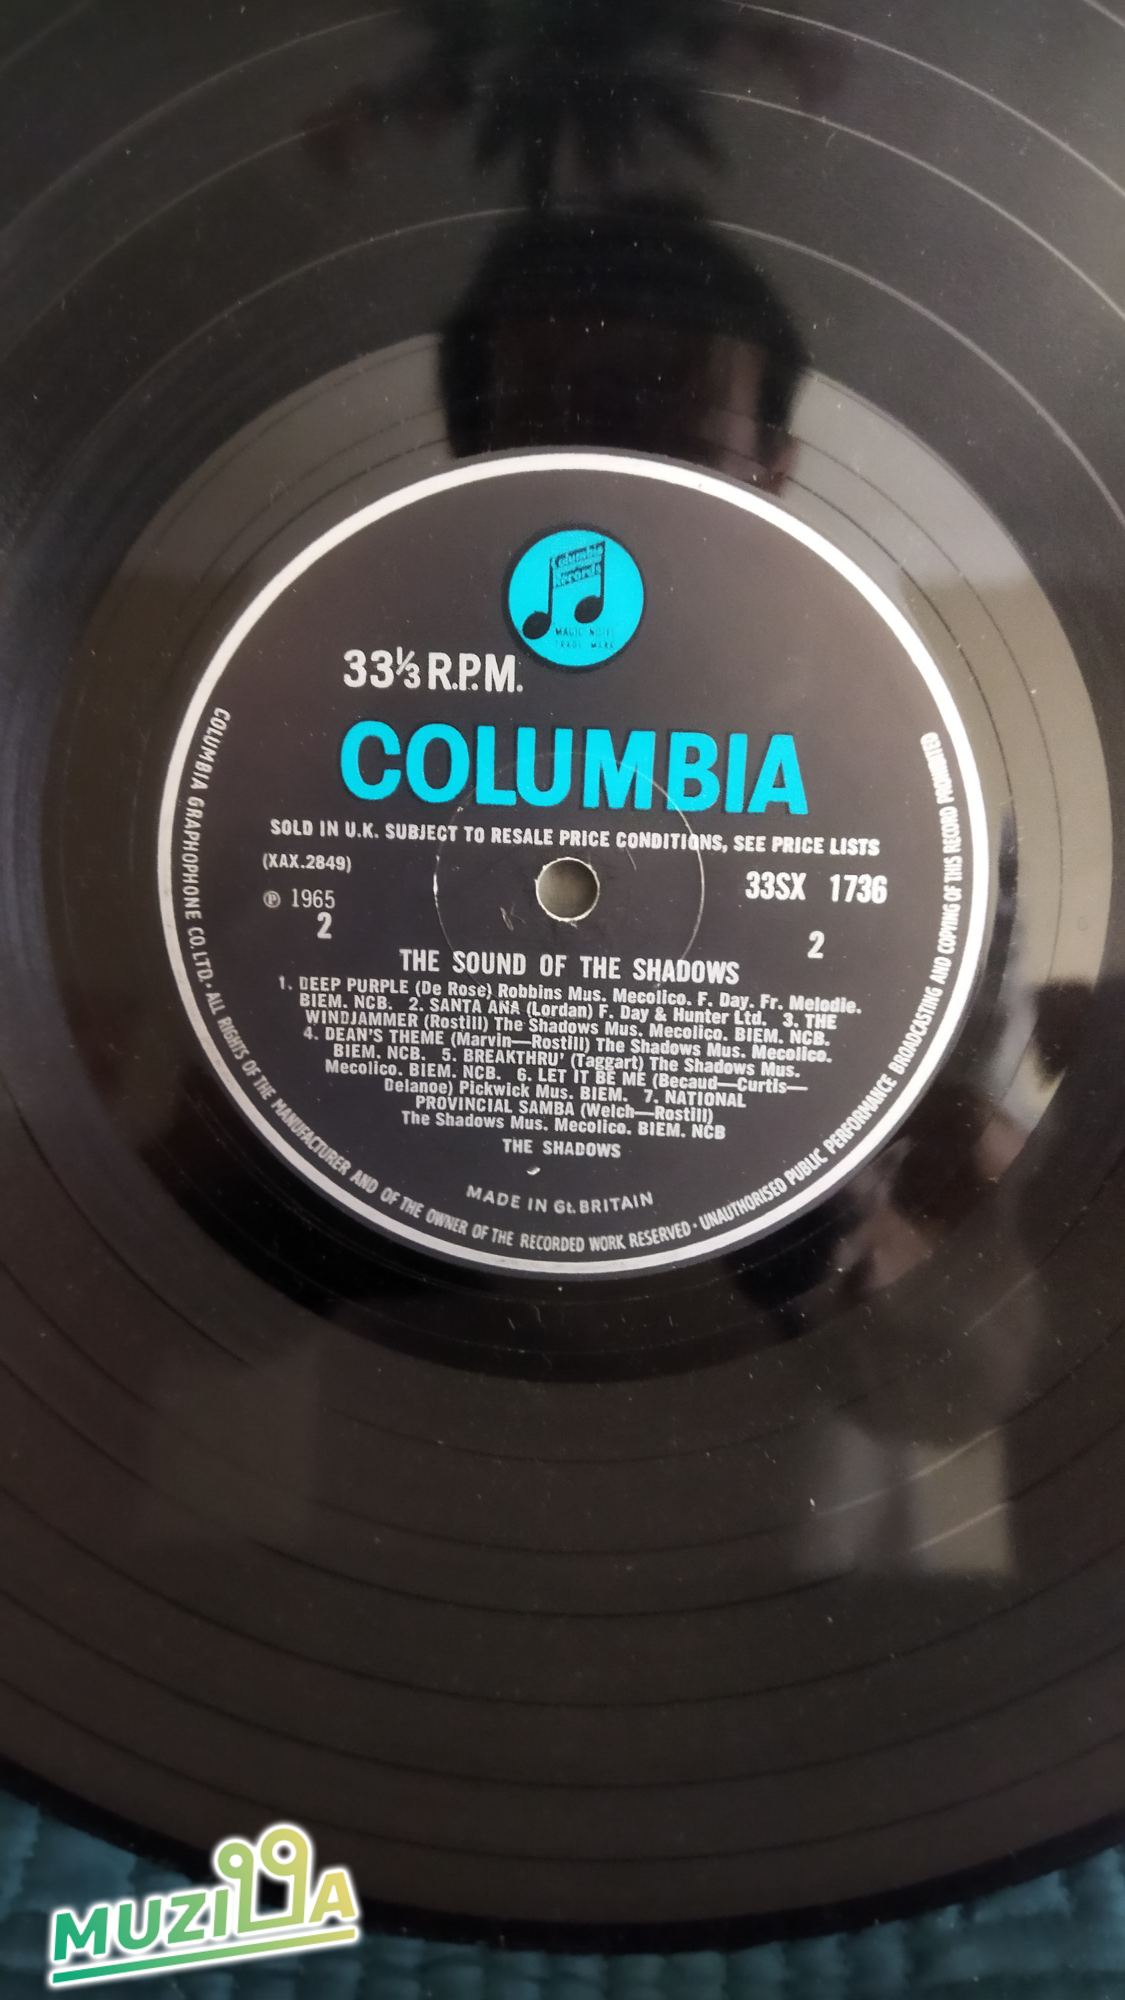 Columbia
Records
MAGIC NOTES
TRADE MARK
33⅓ R.P.M.
COLUMBIA
SOLD IN U.K. SUBJECT TO RESALE PRICE CONDITIONS, SEE PRICE LISTS
(XAX.2849)
33SX 1736
℗ 1965
2
2
THE SOUND OF THE SHADOWS
1. DEEP PURPLE (De Rose) Robbins Mus. Mecolico. F. Day. Fr. Melodie.
BIEM. NCB. 2. SANTA ANA (Lordan) F. Day & Hunter Ltd. 3. THE
WINDJAMMER (Rostill) The Shadows Mus. Mecolico. BIEM. NCB.
4. DEAN'S THEME (Marvin—Rostill) The Shadows Mus. Mecolico.
BIEM. NCB. 5. BREAKTHRU' (Taggart) The Shadows Mus.
Mecolico. BIEM. NCB. 6. LET IT BE ME (Becaud—Curtis—
Delanoe) Pickwick Mus. BIEM. 7. NATIONAL
PROVINCIAL SAMBA (Welch—Rostill)
The Shadows Mus. Mecolico. BIEM. NCB
THE SHADOWS
MADE IN Gt. BRITAIN
COLUMBIA GRAPHOPHONE CO. LTD. · ALL RIGHTS OF THE MANUFACTURER AND OF THE OWNER OF THE RECORDED WORK RESERVED · UNAUTHORISED PUBLIC PERFORMANCE BROADCASTING AND COPYING OF THIS RECORD PROHIBITED
MUZILLA